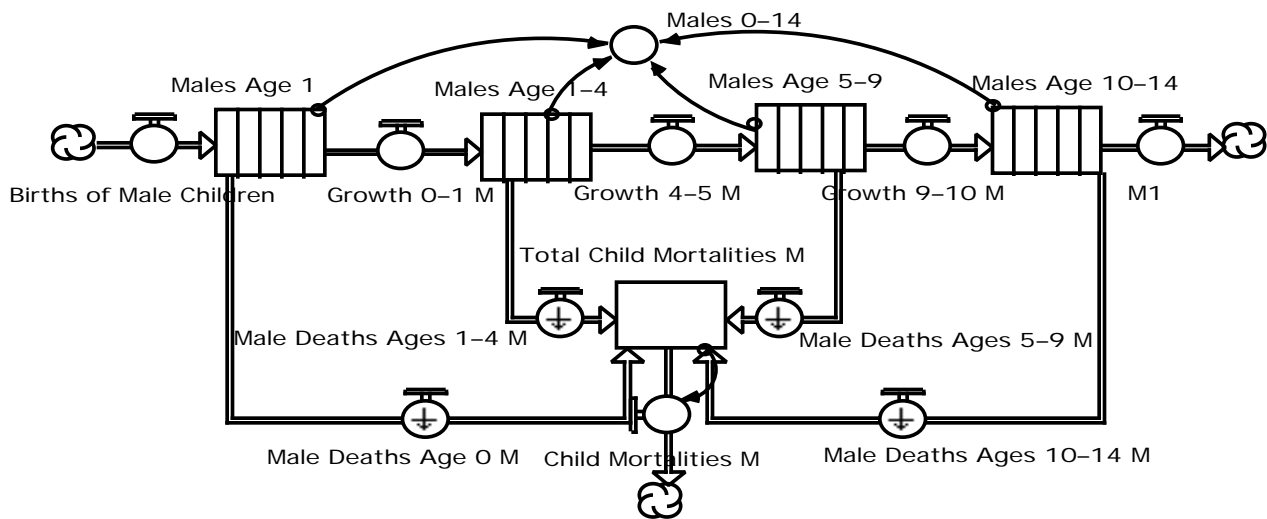 Males 0–14
Males Age 1
Males Age 1–4
Males Age 5–9
Males Age 10–14
Births of Male Children
Growth 0–1 M
Growth 4–5 M
Growth 9–10 M
M1
Total Child Mortalities M
Male Deaths Ages 1–4 M
Male Deaths Ages 5–9 M
Male Deaths Age 0 M
Child Mortalities M
Male Deaths Ages 10–14 M